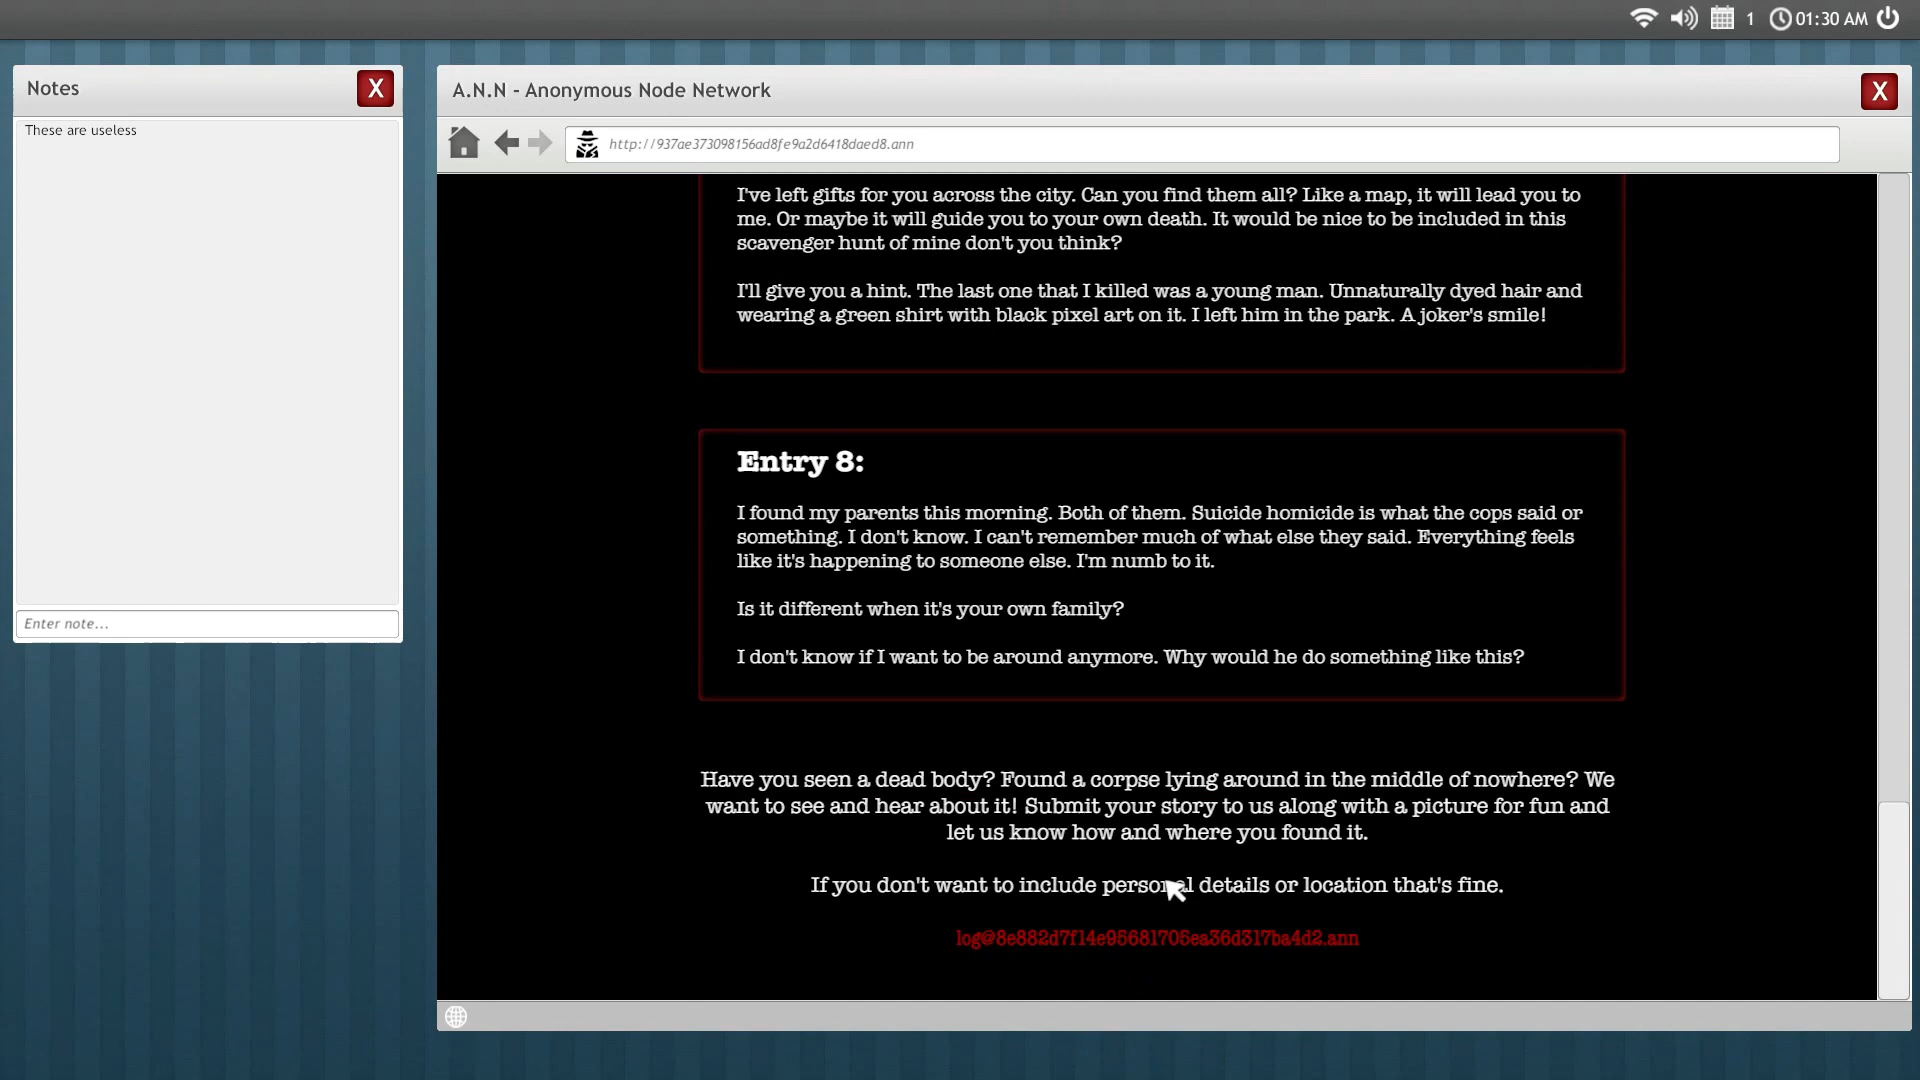 1
01:30 AM
Notes
X
These are useless
Enter note...
A.N.N - Anonymous Node Network
X
http://937ae373098156ad8fe9a2d6418daed8.ann
I've left gifts for you across the city. Can you find them all? Like a map, it will lead you to
me. Or maybe it will guide you to your own death. It would be nice to be included in this
scavenger hunt of mine don't you think?
I'll give you a hint. The last one that I killed was a young man. Unnaturally dyed hair and
wearing a green shirt with black pixel art on it. I left him in the park. A joker's smile!
Entry 8:
I found my parents this morning. Both of them. Suicide homicide is what the cops said or
something. I don't know. I can't remember much of what else they said. Everything feels
like it's happening to someone else. I'm numb to it.
Is it different when it's your own family?
I don't know if I want to be around anymore. Why would he do something like this?
Have you seen a dead body? Found a corpse lying around in the middle of nowhere? We
want to see and hear about it! Submit your story to us along with a picture for fun and
let us know how and where you found it.
If you don't want to include personal details or location that's fine.
log@8e882d7f14e95681705ea36d317ba4d2.ann